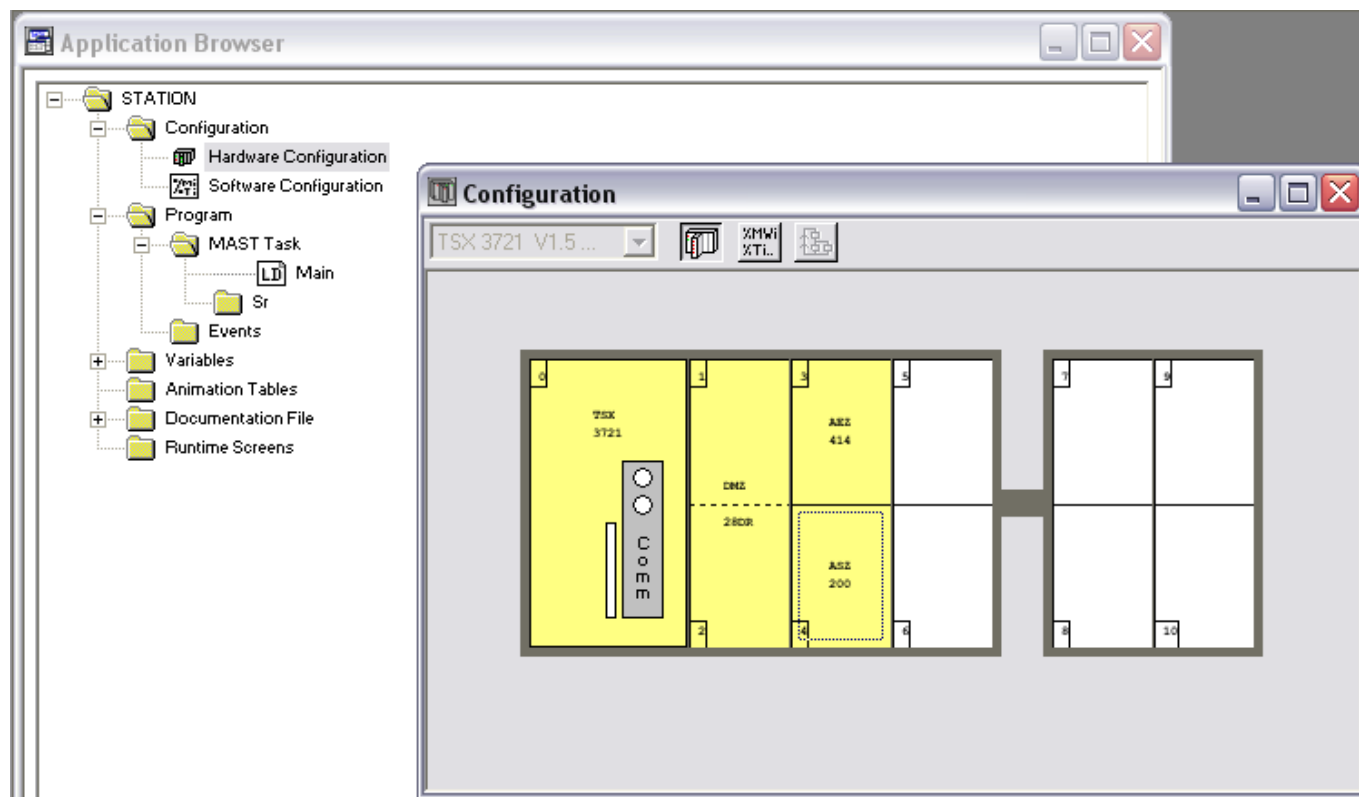 Application Browser
STATION
Configuration
Hardware Configuration
Software Configuration
Program
MAST Task
LD Main
Sr
Events
Variables
Animation Tables
Documentation File
Runtime Screens
Configuration
TSX 3721 V1.5 ...
%MWi
%Ti..
0
1
3
5
7
9
TSX
3721
AEZ
414
DMZ
28DR
Comm
ASZ
200
2
4
6
8
10